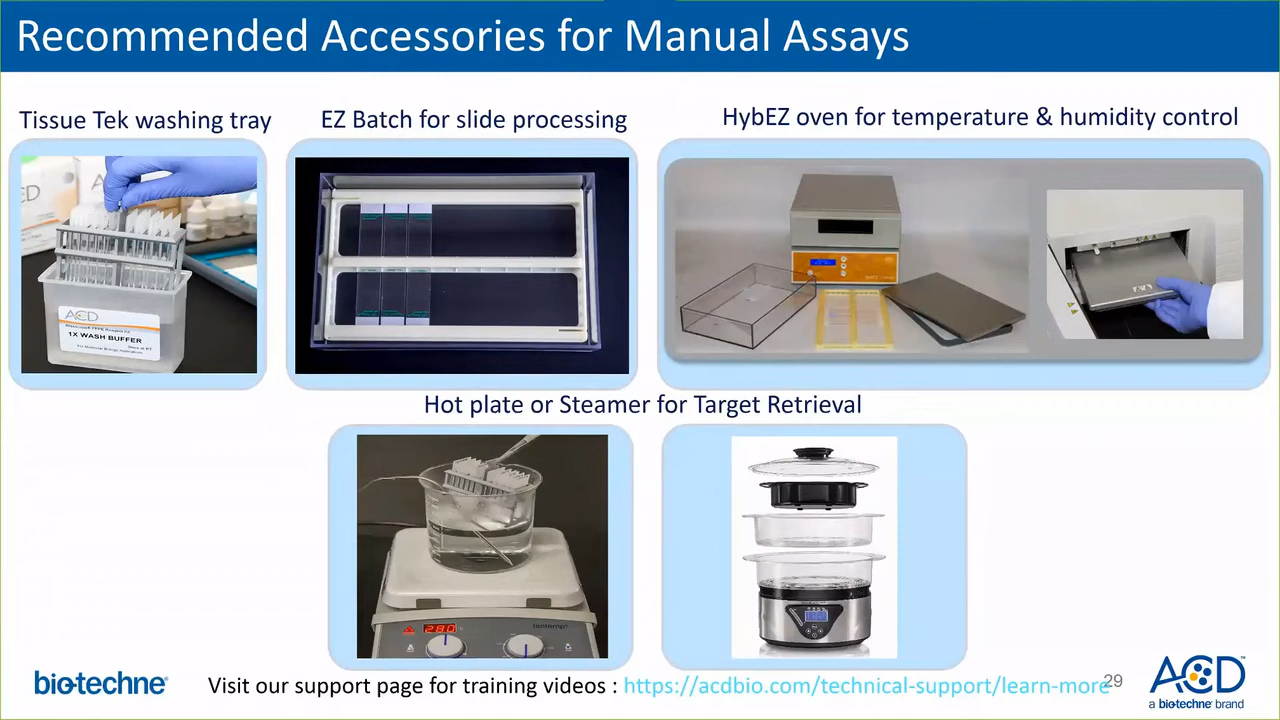 Recommended Accessories for Manual Assays
Tissue Tek washing tray
EZ Batch for slide processing
HybEZ oven for temperature & humidity control
ACD
1X WASH BUFFER
Hot plate or Steamer for Target Retrieval
280
Isotemp
bio-techne
Visit our support page for training videos : https://acdbio.com/technical-support/learn-more
29
ACD
a bio-techne brand